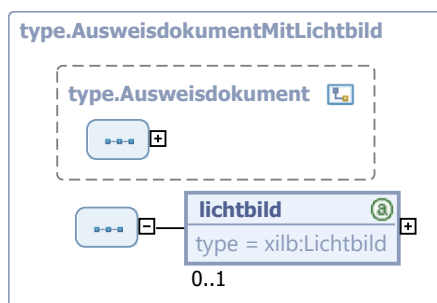 type.AusweisdokumentMitLichtbild
type.Ausweisdokument
lichtbild
a
type = xilb:Lichtbild
0..1